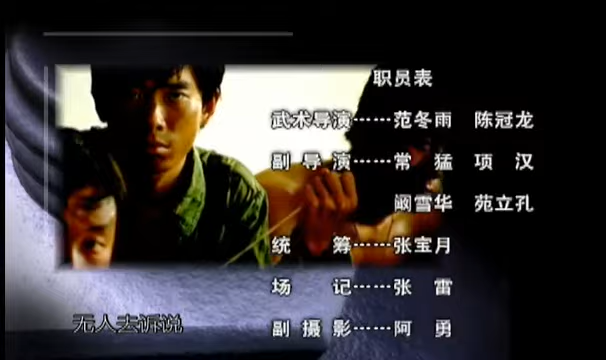 职员表
武术导演……范冬雨 陈冠龙
副导演……常猛 项汉
阚雪华 苑立孔
统筹……张宝月
场记……张雷
副摄影……阿勇
无人去诉说